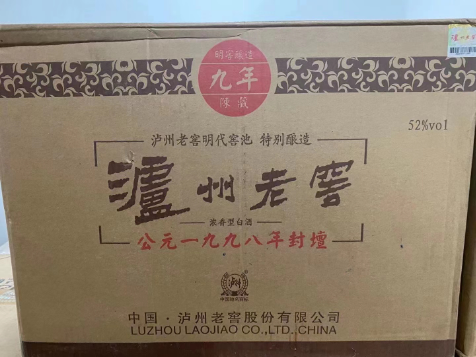 明窖酿造
九年
陈藏
52%vol
泸州老窖明代窖池 特别酿造
瀘州老窖
浓香型白酒
公元一九九八年封壇
中国·泸州老窖股份有限公司
LUZHOU LAOJIAO CO.,LTD.,CHINA